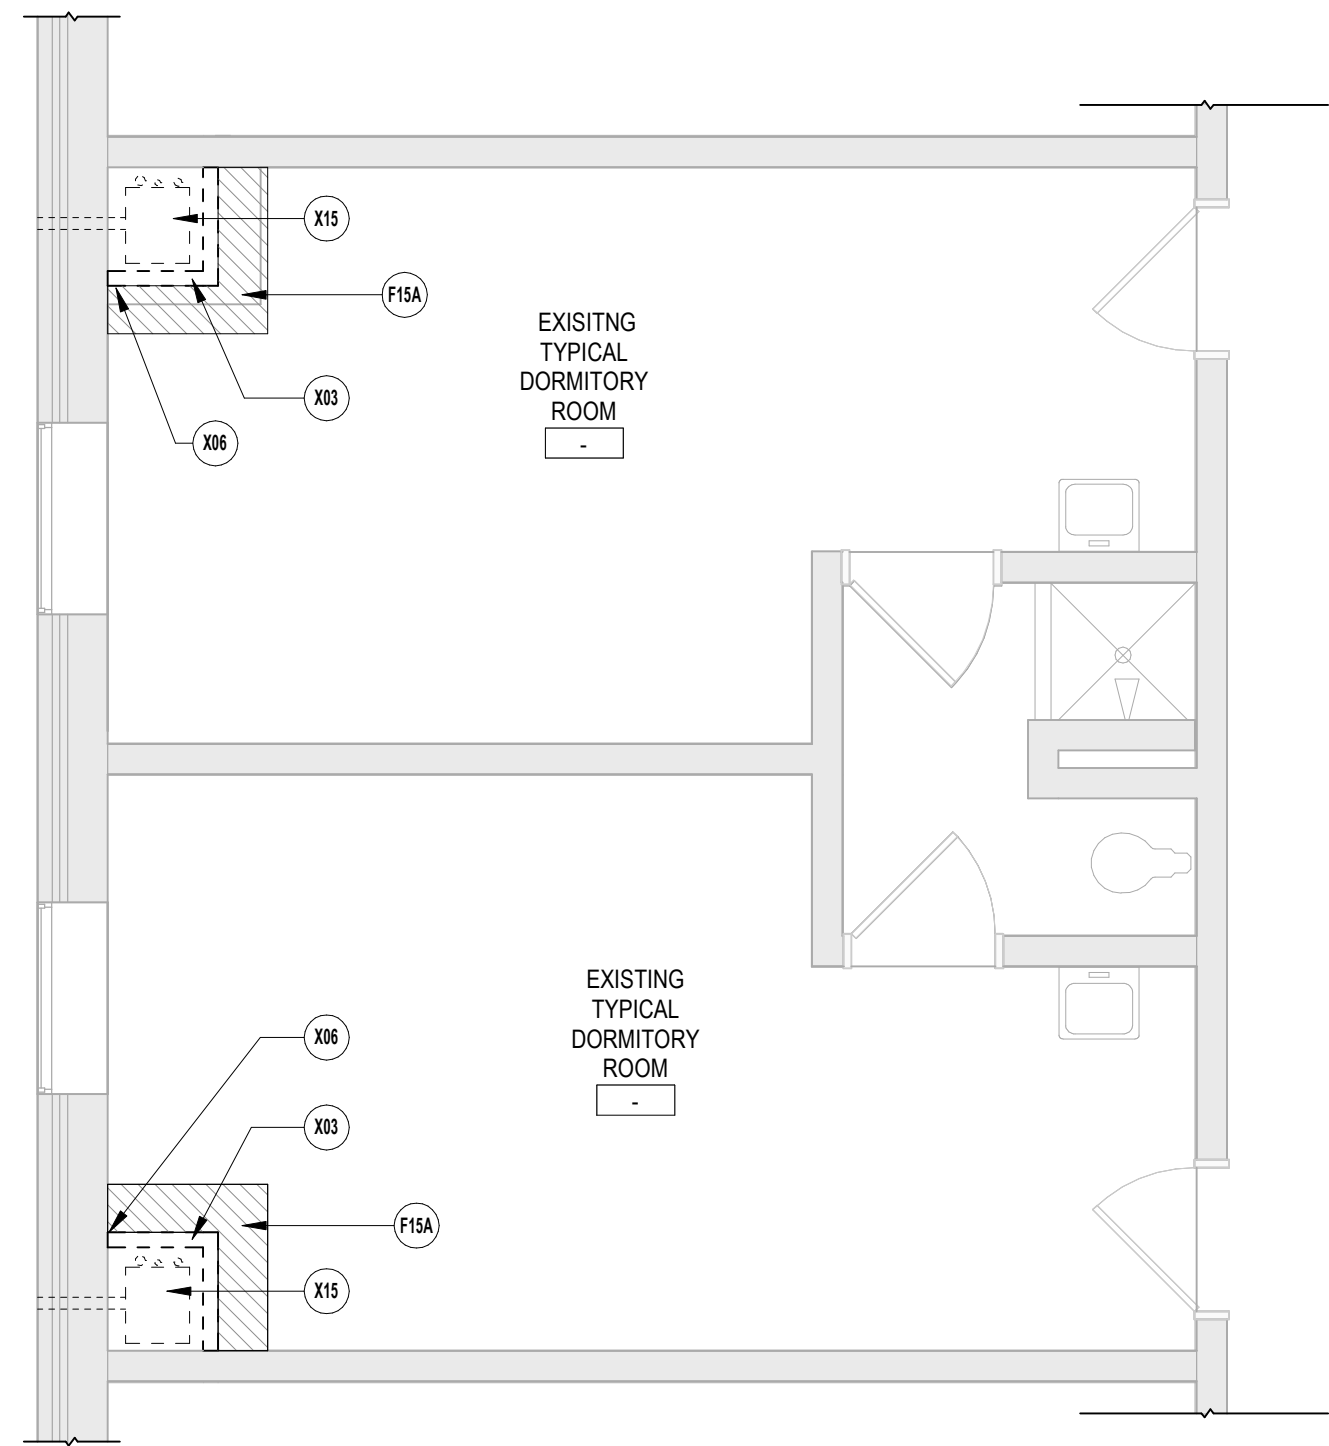 X15
F15A
EXISITNG
TYPICAL
DORMITORY
ROOM
-
X03
X06
EXISTING
TYPICAL
DORMITORY
ROOM
-
X06
X03
F15A
X15